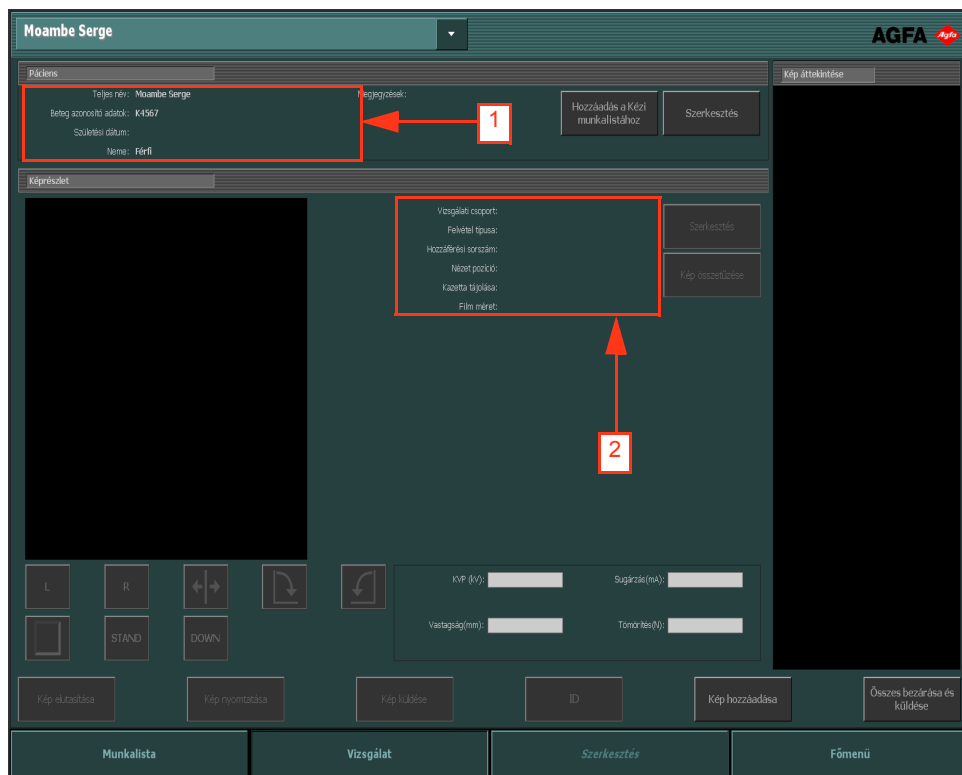 Moambe Serge
AGFA
Agfa
Páciens
Kép áttekintése
Teljes név: Moambe Serge
Megjegyzések:
Beteg azonosító adatok: K4567
Születési dátum:
Neme: Férfi
Hozzáadás a Kézi
munkalistához
Szerkesztés
1
Képrészlet
Vizsgálati csoport:
Felvétel típusa:
Hozzáférési sorszám:
Nézet pozíció:
Kazetta tájolása:
Film méret:
Szerkesztés
Kép összetűzése
2
L
R
STAND
DOWN
KVP (kV):
Sugárzás(mA):
Vastagság(mm):
Tömörítés(N):
Kép elutasítása
Kép nyomtatása
Kép küldése
ID
Kép hozzáadása
Összes bezárása és
küldése
Munkalista
Vizsgálat
Szerkesztés
Főmenü